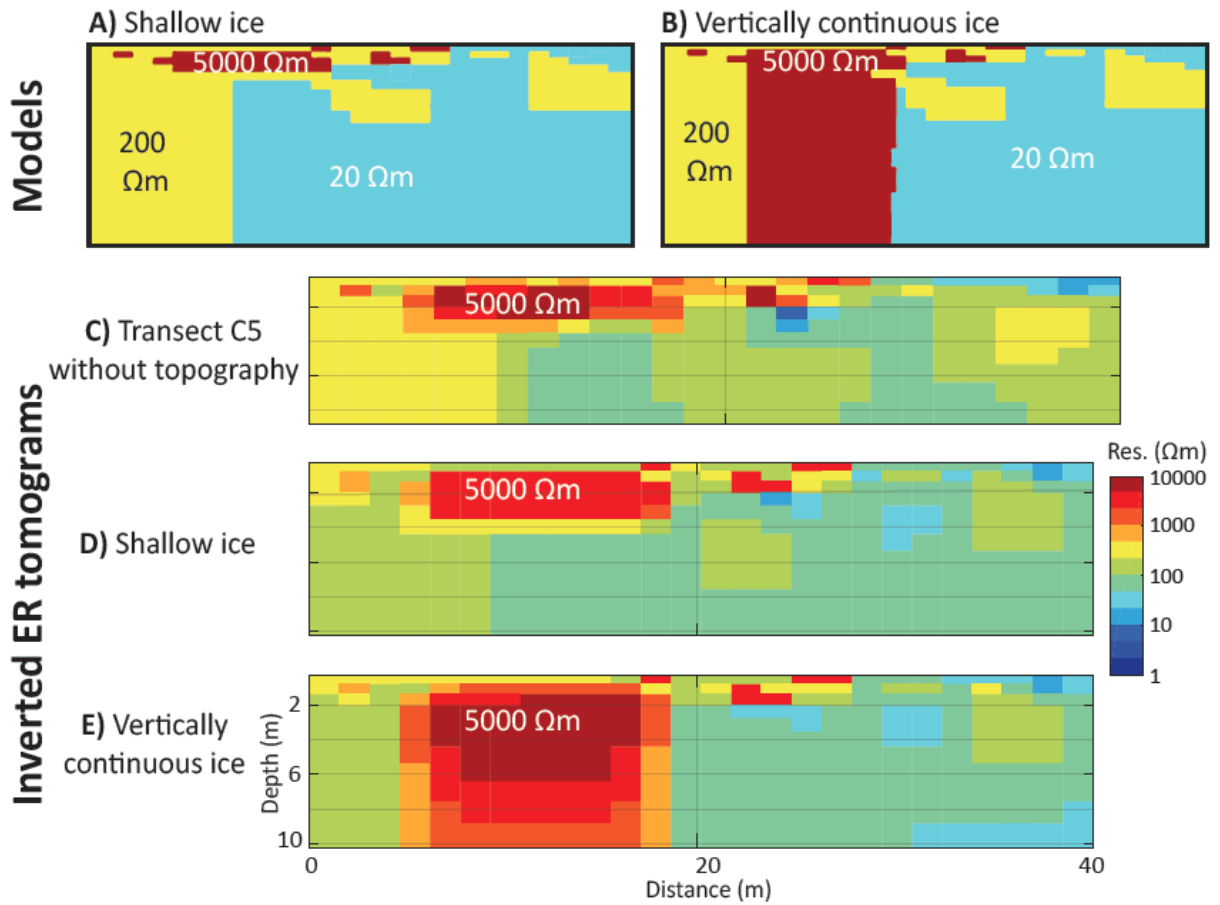 A) Shallow ice
B) Vertically continuous ice
Models
5000 Ωm
200
Ωm
20 Ωm
5000 Ωm
200
Ωm
20 Ωm
Inverted ER tomograms
C) Transect C5
without topography
5000 Ωm
D) Shallow ice
5000 Ωm
Res. (Ωm)
10000
1000
100
10
1
E) Vertically
continuous ice
5000 Ωm
Depth (m)
2
6
10
0
20
40
Distance (m)